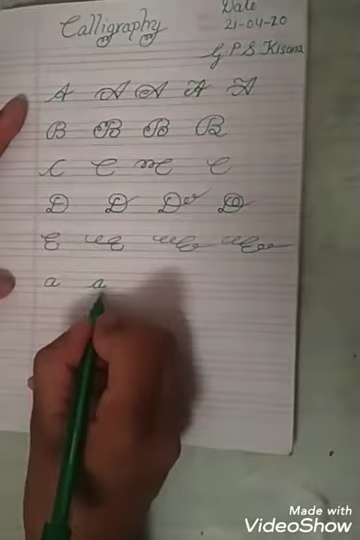 Calligraphy
Date
21-04-20
G P S Kisana
A A A A A
B B B B
C C C C
D D D D
E E E E
a a
Made with
VideoShow